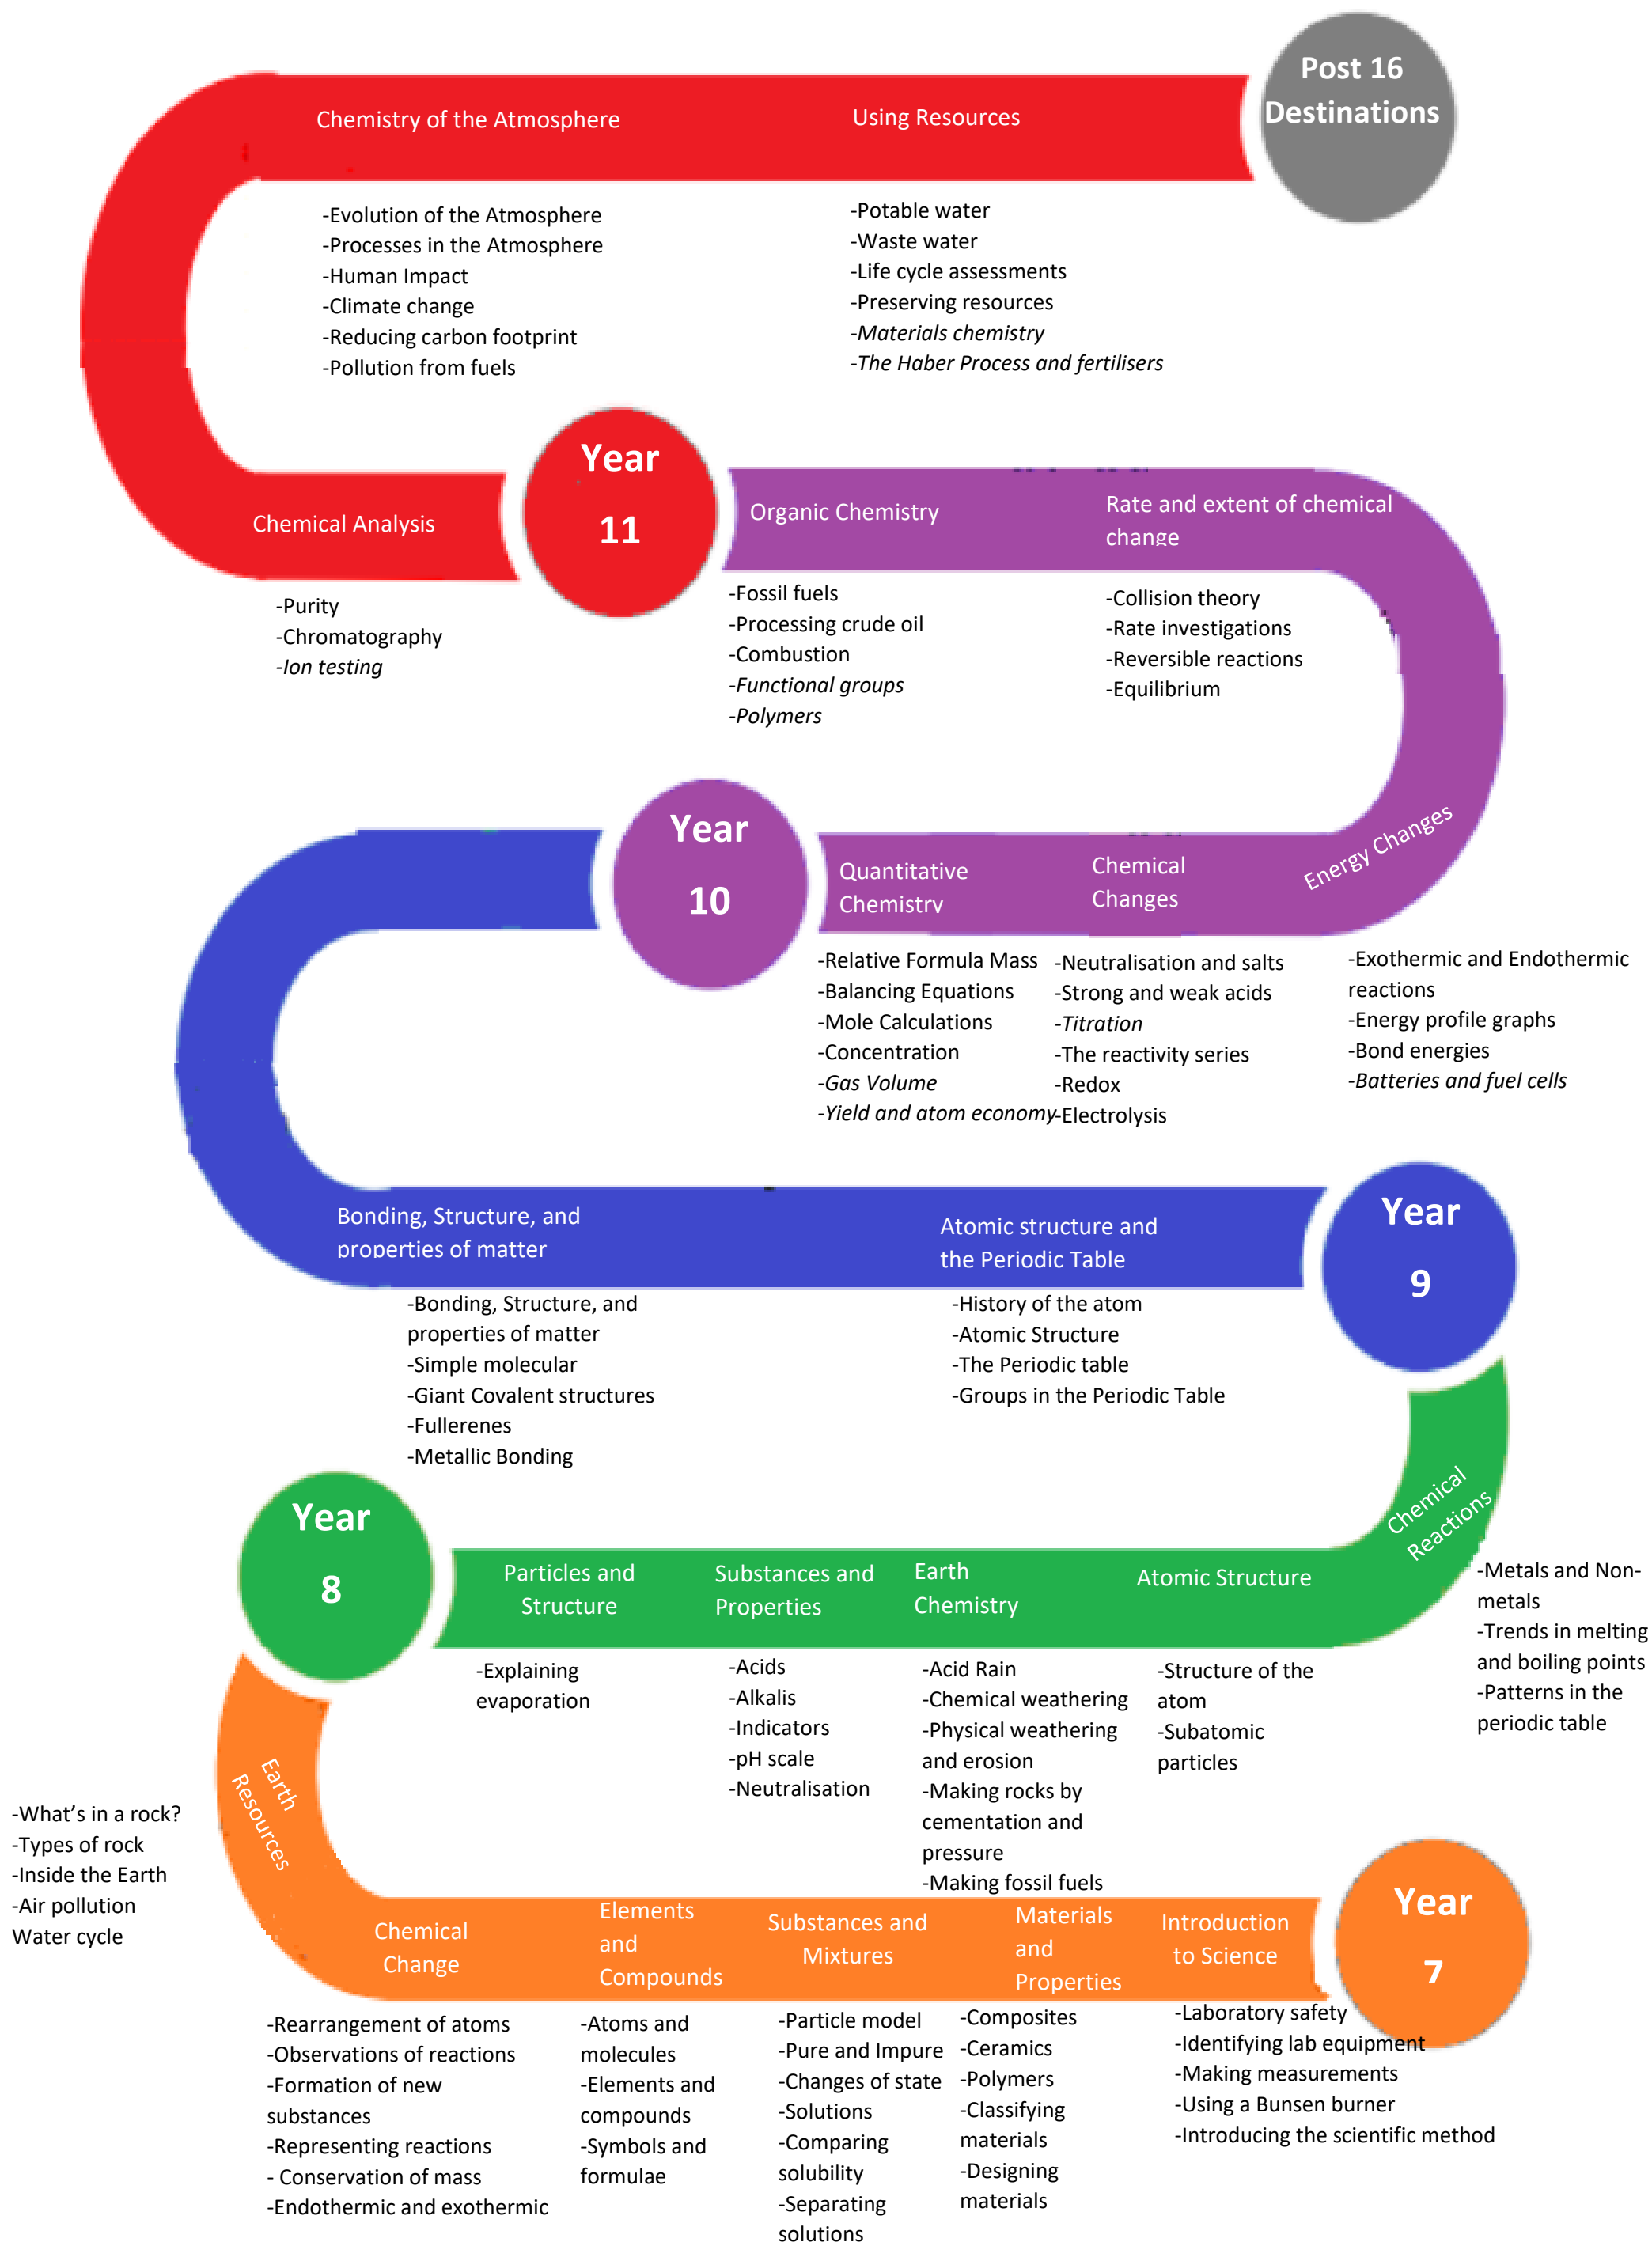 Post 16
Destinations
Chemistry of the Atmosphere
Using Resources
-Evolution of the Atmosphere
-Processes in the Atmosphere
-Human Impact
-Climate change
-Reducing carbon footprint
-Pollution from fuels
-Potable water
-Waste water
-Life cycle assessments
-Preserving resources
-Materials chemistry
-The Haber Process and fertilisers
Chemical Analysis
Year
11
Organic Chemistry
Rate and extent of chemical
change
-Purity
-Chromatography
-Ion testing
-Fossil fuels
-Processing crude oil
-Combustion
-Functional groups
-Polymers
-Collision theory
-Rate investigations
-Reversible reactions
-Equilibrium
Year
10
Quantitative
Chemistry
Chemical
Changes
Energy Changes
-Relative Formula Mass
-Balancing Equations
-Mole Calculations
-Concentration
-Gas Volume
-Yield and atom economy
-Neutralisation and salts
-Strong and weak acids
-Titration
-The reactivity series
-Redox
-Electrolysis
-Exothermic and Endothermic
reactions
-Energy profile graphs
-Bond energies
-Batteries and fuel cells
Bonding, Structure, and
properties of matter
Atomic structure and
the Periodic Table
Year
9
-Bonding, Structure, and
properties of matter
-Simple molecular
-Giant Covalent structures
-Fullerenes
-Metallic Bonding
-History of the atom
-Atomic Structure
-The Periodic table
-Groups in the Periodic Table
Year
8
Particles and
Structure
Substances and
Properties
Earth
Chemistry
Atomic Structure
Chemical
Reactions
-Explaining
evaporation
-Acids
-Alkalis
-Indicators
-pH scale
-Neutralisation
-Acid Rain
-Chemical weathering
-Physical weathering
and erosion
-Making rocks by
cementation and
pressure
-Making fossil fuels
-Structure of the
atom
-Subatomic
particles
-Metals and Non-
metals
-Trends in melting
and boiling points
-Patterns in the
periodic table
Earth
Resources
-What's in a rock?
-Types of rock
-Inside the Earth
-Air pollution
Water cycle
Chemical
Change
Elements
and
Compounds
Substances and
Mixtures
Materials
and
Properties
Introduction
to Science
Year
7
-Rearrangement of atoms
-Observations of reactions
-Formation of new
substances
-Representing reactions
- Conservation of mass
-Endothermic and exothermic
-Atoms and
molecules
-Elements and
compounds
-Symbols and
formulae
-Particle model
-Pure and Impure
-Changes of state
-Solutions
-Comparing
solubility
-Separating
solutions
-Composites
-Ceramics
-Polymers
-Classifying
materials
-Designing
materials
-Laboratory safety
-Identifying lab equipment
-Making measurements
-Using a Bunsen burner
-Introducing the scientific method